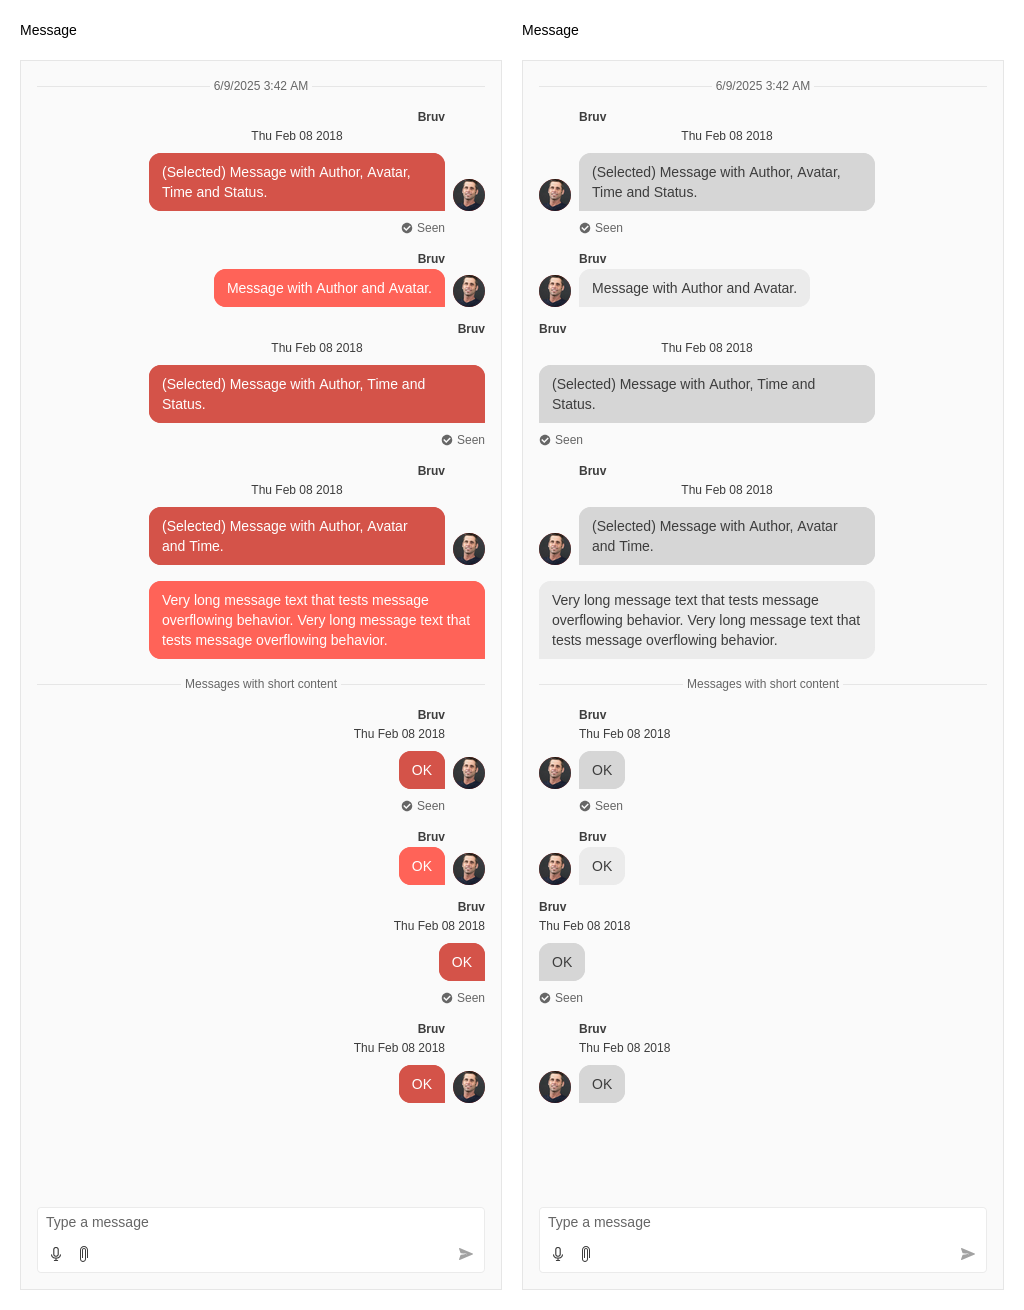 Message
6/9/2025 3:42 AM
Bruv
Thu Feb 08 2018
(Selected) Message with Author, Avatar,
Time and Status.
Seen
Bruv
Message with Author and Avatar.
Bruv
Thu Feb 08 2018
(Selected) Message with Author, Time and
Status.
Seen
Bruv
Thu Feb 08 2018
(Selected) Message with Author, Avatar
and Time.
Very long message text that tests message
overflowing behavior. Very long message text that
tests message overflowing behavior.
Messages with short content
Bruv
Thu Feb 08 2018
OK
Seen
Bruv
OK
Bruv
Thu Feb 08 2018
OK
Seen
Bruv
Thu Feb 08 2018
OK
Type a message
Message
6/9/2025 3:42 AM
Bruv
Thu Feb 08 2018
(Selected) Message with Author, Avatar,
Time and Status.
Seen
Bruv
Message with Author and Avatar.
Bruv
Thu Feb 08 2018
(Selected) Message with Author, Time and
Status.
Seen
Bruv
Thu Feb 08 2018
(Selected) Message with Author, Avatar
and Time.
Very long message text that tests message
overflowing behavior. Very long message text that
tests message overflowing behavior.
Messages with short content
Bruv
Thu Feb 08 2018
OK
Seen
Bruv
OK
Bruv
Thu Feb 08 2018
OK
Seen
Bruv
Thu Feb 08 2018
OK
Type a message